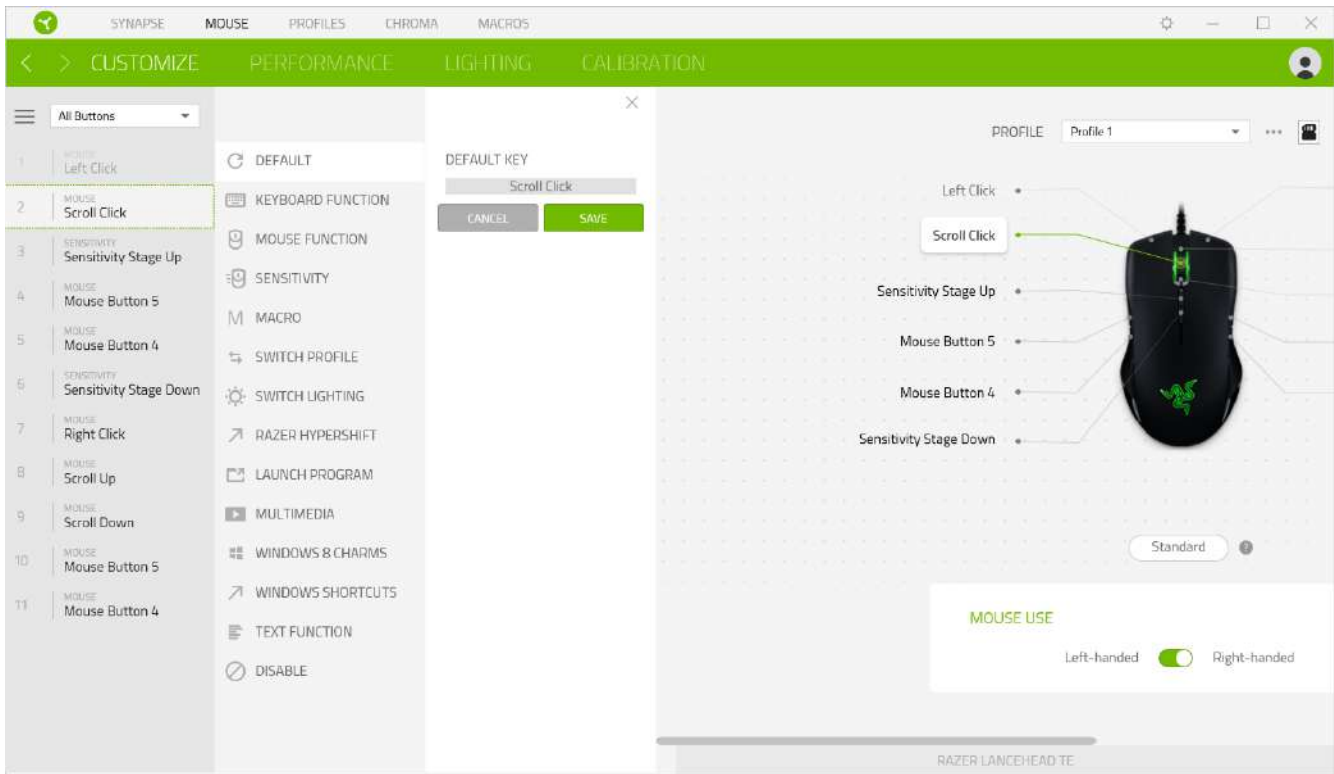 SYNAPSE MOUSE PROFILES CHROMA MACROS
CUSTOMIZE PERFORMANCE LIGHTING CALIBRATION
All Buttons
1 MOUSE
Left Click
2 MOUSE
Scroll Click
3 SENSITIVITY
Sensitivity Stage Up
4 MOUSE
Mouse Button 5
5 MOUSE
Mouse Button 4
6 SENSITIVITY
Sensitivity Stage Down
7 MOUSE
Right Click
8 MOUSE
Scroll Up
9 MOUSE
Scroll Down
10 MOUSE
Mouse Button 5
11 MOUSE
Mouse Button 4
DEFAULT
KEYBOARD FUNCTION
MOUSE FUNCTION
SENSITIVITY
MACRO
SWITCH PROFILE
SWITCH LIGHTING
RAZER HYPERSHIFT
LAUNCH PROGRAM
MULTIMEDIA
WINDOWS 8 CHARMS
WINDOWS SHORTCUTS
TEXT FUNCTION
DISABLE
DEFAULT KEY
Scroll Click
CANCEL SAVE
PROFILE Profile 1
Left Click
Scroll Click
Sensitivity Stage Up
Mouse Button 5
Mouse Button 4
Sensitivity Stage Down
Standard ?
MOUSE USE
Left-handed Right-handed
RAZER LANCEHEAD TE